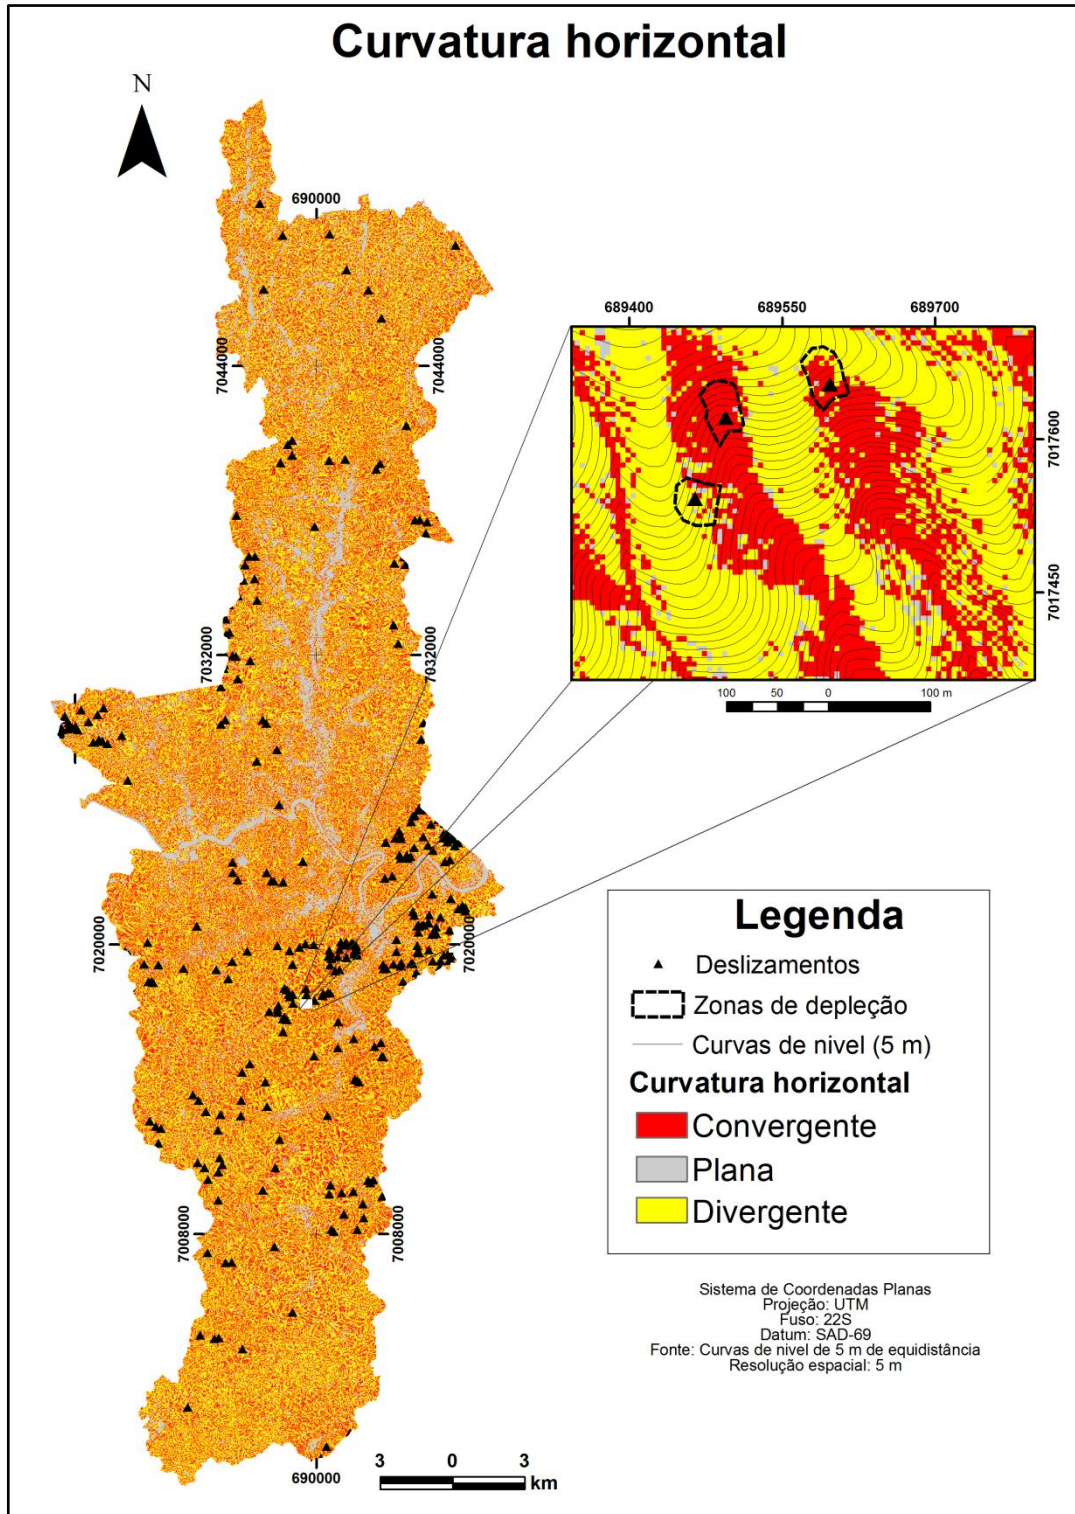 Curvatura horizontal
N
690000
7044000
7044000
689400
689550
689700
7017600
7017450
100
50
0
100 m
7032000
7032000
7020000
7020000
Legenda
Deslizamentos
Zonas de depleção
Curvas de nivel (5 m)
Curvatura horizontal
Convergente
Plana
Divergente
7008000
7008000
Sistema de Coordenadas Planas
Projeção: UTM
Fuso: 22S
Datum: SAD-69
Fonte: Curvas de nivel de 5 m de equidistância
Resolução espacial: 5 m
3
0
3
km
690000